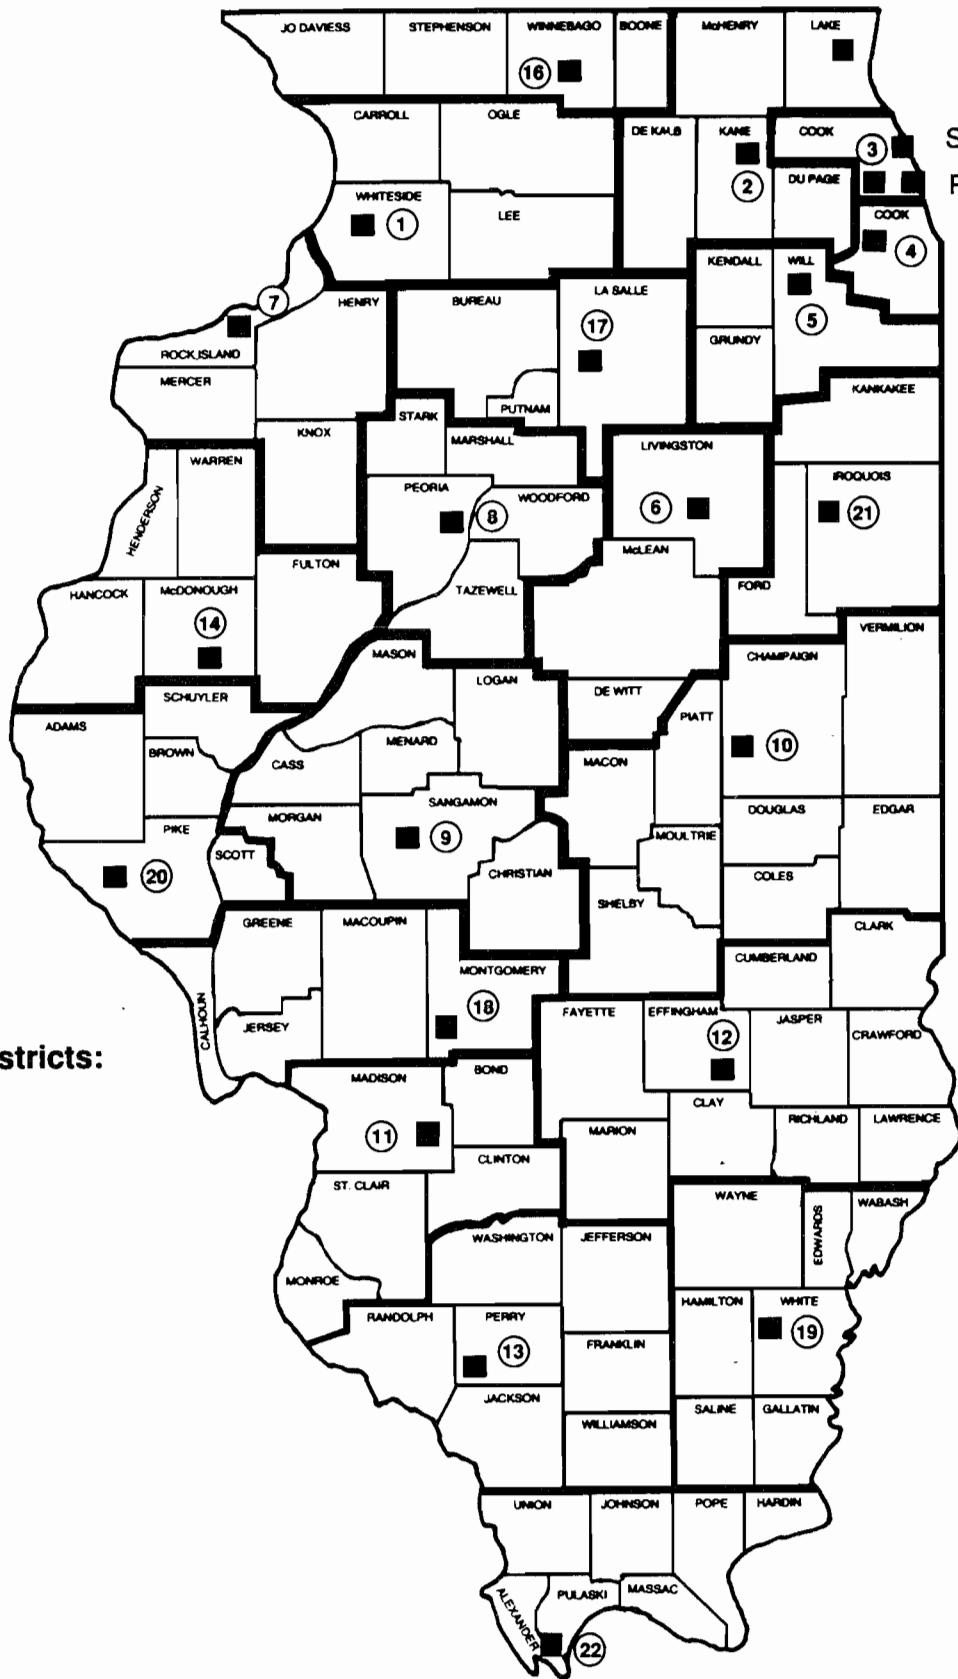 JO DAVIESS STEPHENSON WINNEBAGO BOONE McHENRY LAKE
16
CARROLL OGLE DE KALB KANE COOK 3 S
2 DU PAGE P
WHITESIDE 1 LEE COOK 4
7 HENRY BUREAU LA SALLE KENDALL WILL
17 5
ROCK ISLAND GRUNDY
MERCER PUTNAM KANKAKEE
STARK
KNOX MARSHALL LIVINGSTON
WARREN IROQUOIS
PEORIA WOODFORD
8 6 21
HENDERSON
McLEAN
FULTON
HANCOCK McDONOUGH TAZEWELL FORD
14 VERMILION
MASON CHAMPAIGN
LOGAN
SCHUYLER DE WITT
ADAMS PIATT
BROWN MENARD 10
CASS MACON
SANGAMON DOUGLAS EDGAR
PIKE MORGAN
9 MOULTRIE
SCOTT
20 CHRISTIAN COLES
SHELBY
GREENE MACOUPIN CLARK
CUMBERLAND
MONTGOMERY
18 FAYETTE EFFINGHAM
CALHOUN JERSEY 12 JASPER CRAWFORD
stricts:
MADISON BOND
CLAY
11 MARION RICHLAND LAWRENCE
CLINTON
ST. CLAIR WAYNE WABASH
EDWARDS
WASHINGTON JEFFERSON
MONROE
RANDOLPH PERRY HAMILTON WHITE
13 19
FRANKLIN
JACKSON SALINE GALLATIN
WILLIAMSON
UNION JOHNSON POPE HARDIN
ALEXANDER PULASKI MASSAC
22